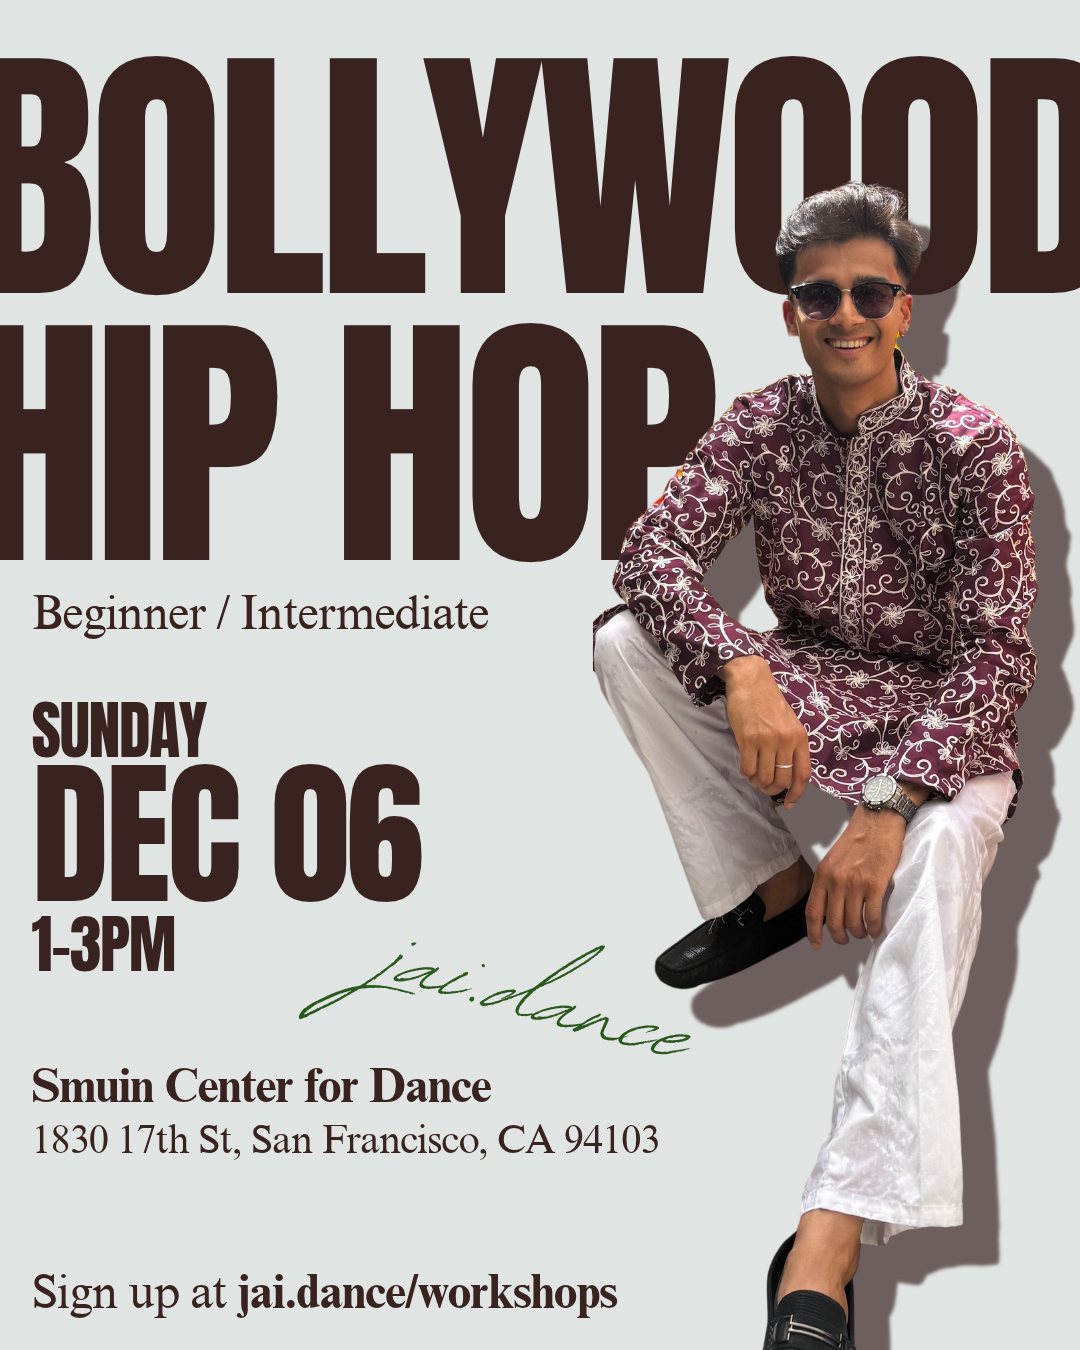 BOLLYWOOD
HIP HOP
Beginner / Intermediate
SUNDAY
DEC 06
1-3PM
jai.dance
Smuin Center for Dance
1830 17th St, San Francisco, CA 94103
Sign up at jai.dance/workshops